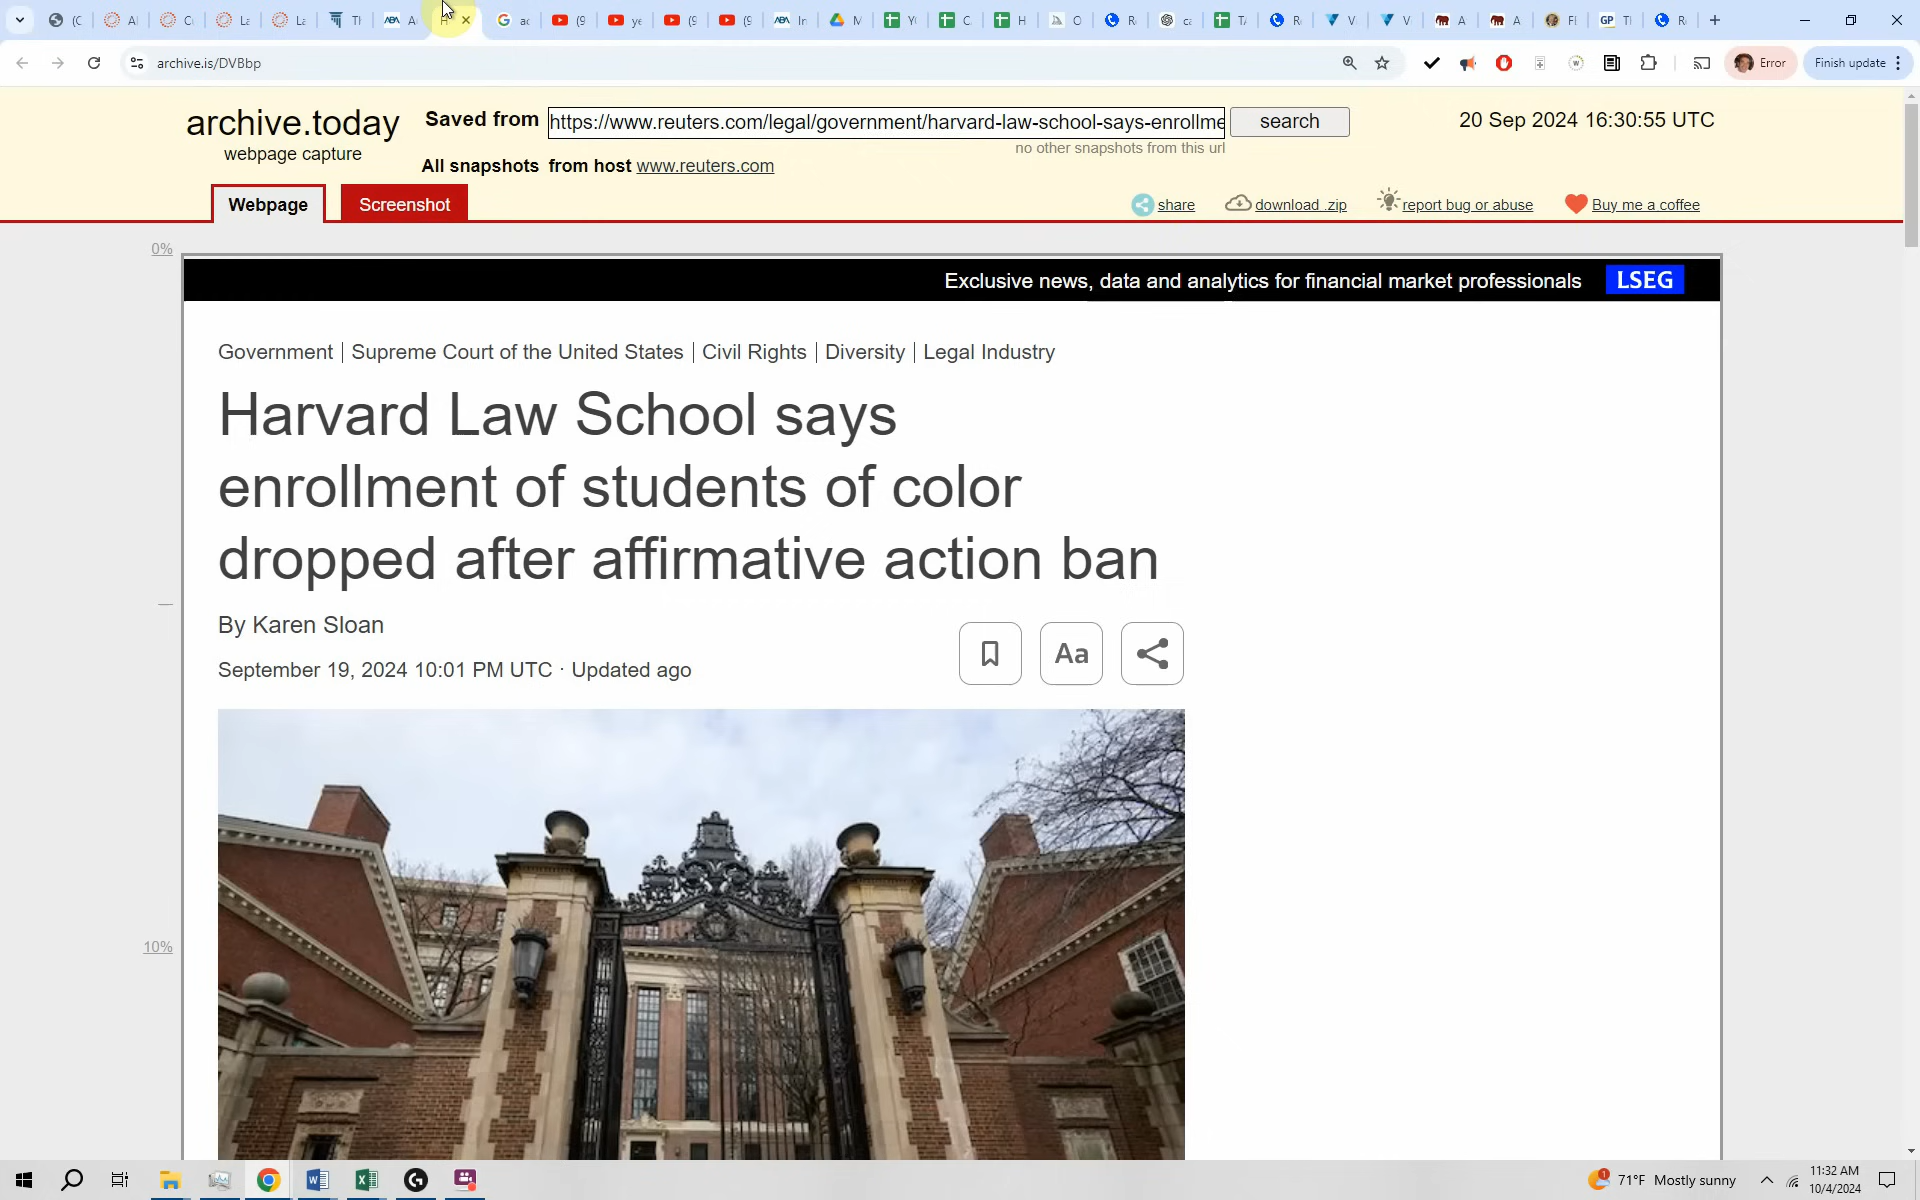 archive.is/DVBbp
Error
Finish update
archive.today
webpage capture
Saved from
https://www.reuters.com/legal/government/harvard-law-school-says-enrollme
search
no other snapshots from this url
20 Sep 2024 16:30:55 UTC
All snapshots from host www.reuters.com
Webpage
Screenshot
share
download .zip
report bug or abuse
Buy me a coffee
0%
Exclusive news, data and analytics for financial market professionals
LSEG
Government | Supreme Court of the United States | Civil Rights | Diversity | Legal Industry
Harvard Law School says
enrollment of students of color
dropped after affirmative action ban
By Karen Sloan
September 19, 2024 10:01 PM UTC · Updated ago
Aa
10%
71°F Mostly sunny
11:32 AM
10/4/2024